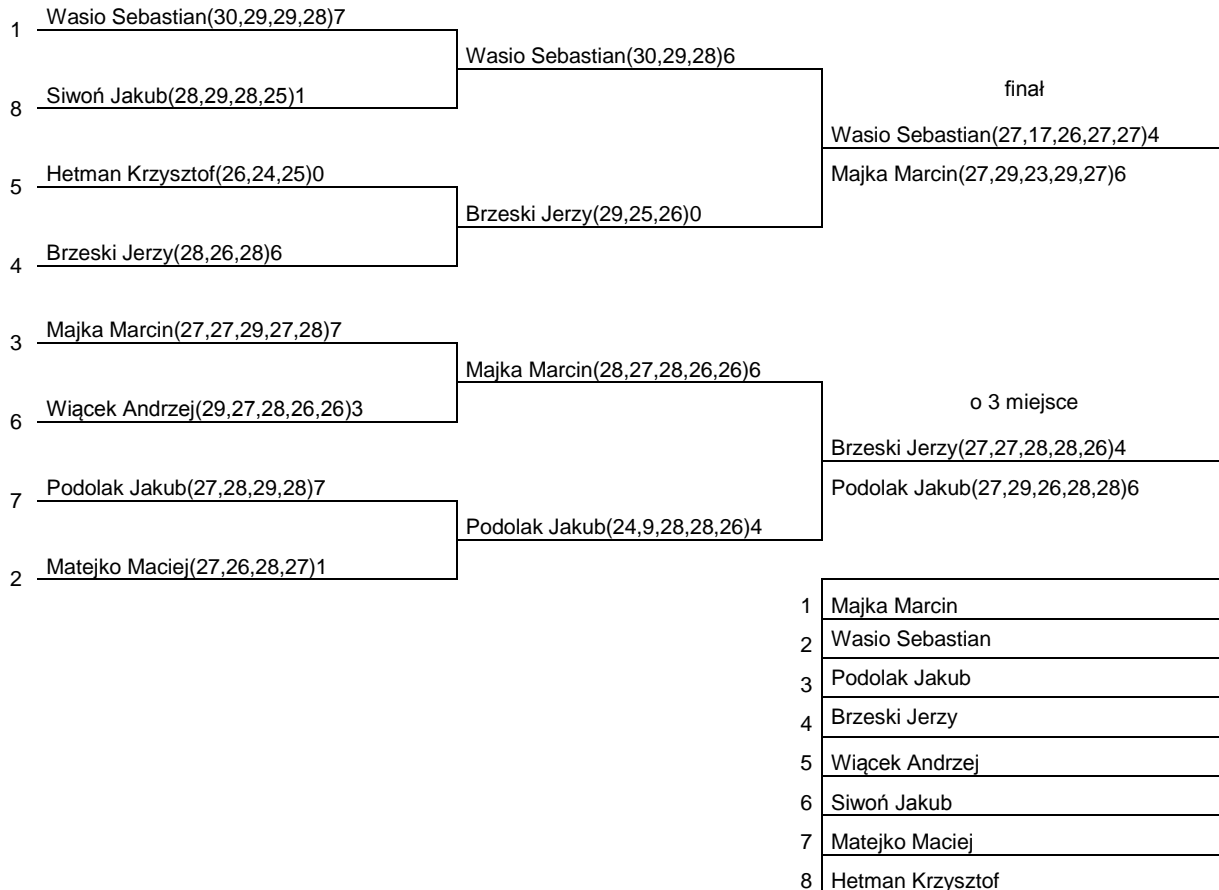 1 Wasio Sebastian(30,29,29,28)7
Wasio Sebastian(30,29,28)6
8 Siwoń Jakub(28,29,28,25)1
finał
Wasio Sebastian(27,17,26,27,27)4
5 Hetman Krzysztof(26,24,25)0
Majka Marcin(27,29,23,29,27)6
Brzeski Jerzy(29,25,26)0
4 Brzeski Jerzy(28,26,28)6
3 Majka Marcin(27,27,29,27,28)7
Majka Marcin(28,27,28,26,26)6
6 Wiącek Andrzej(29,27,28,26,26)3
o 3 miejsce
Brzeski Jerzy(27,27,28,28,26)4
7 Podolak Jakub(27,28,29,28)7
Podolak Jakub(27,29,26,28,28)6
Podolak Jakub(24,9,28,28,26)4
2 Matejko Maciej(27,26,28,27)1
1 Majka Marcin
2 Wasio Sebastian
3 Podolak Jakub
4 Brzeski Jerzy
5 Wiącek Andrzej
6 Siwoń Jakub
7 Matejko Maciej
8 Hetman Krzysztof